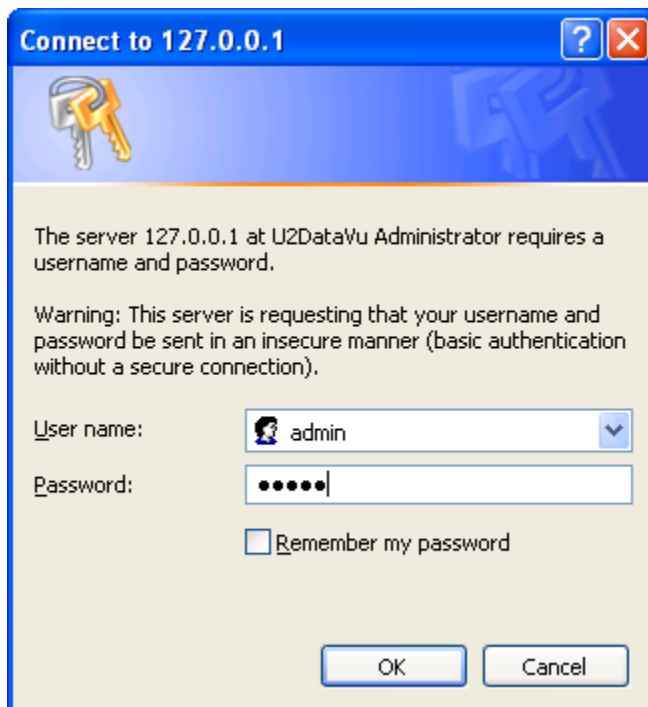 Connect to 127.0.0.1
The server 127.0.0.1 at U2DataVu Administrator requires a
username and password.
Warning: This server is requesting that your username and
password be sent in an insecure manner (basic authentication
without a secure connection).
User name:
admin
Password:
•••••
Remember my password
OK
Cancel